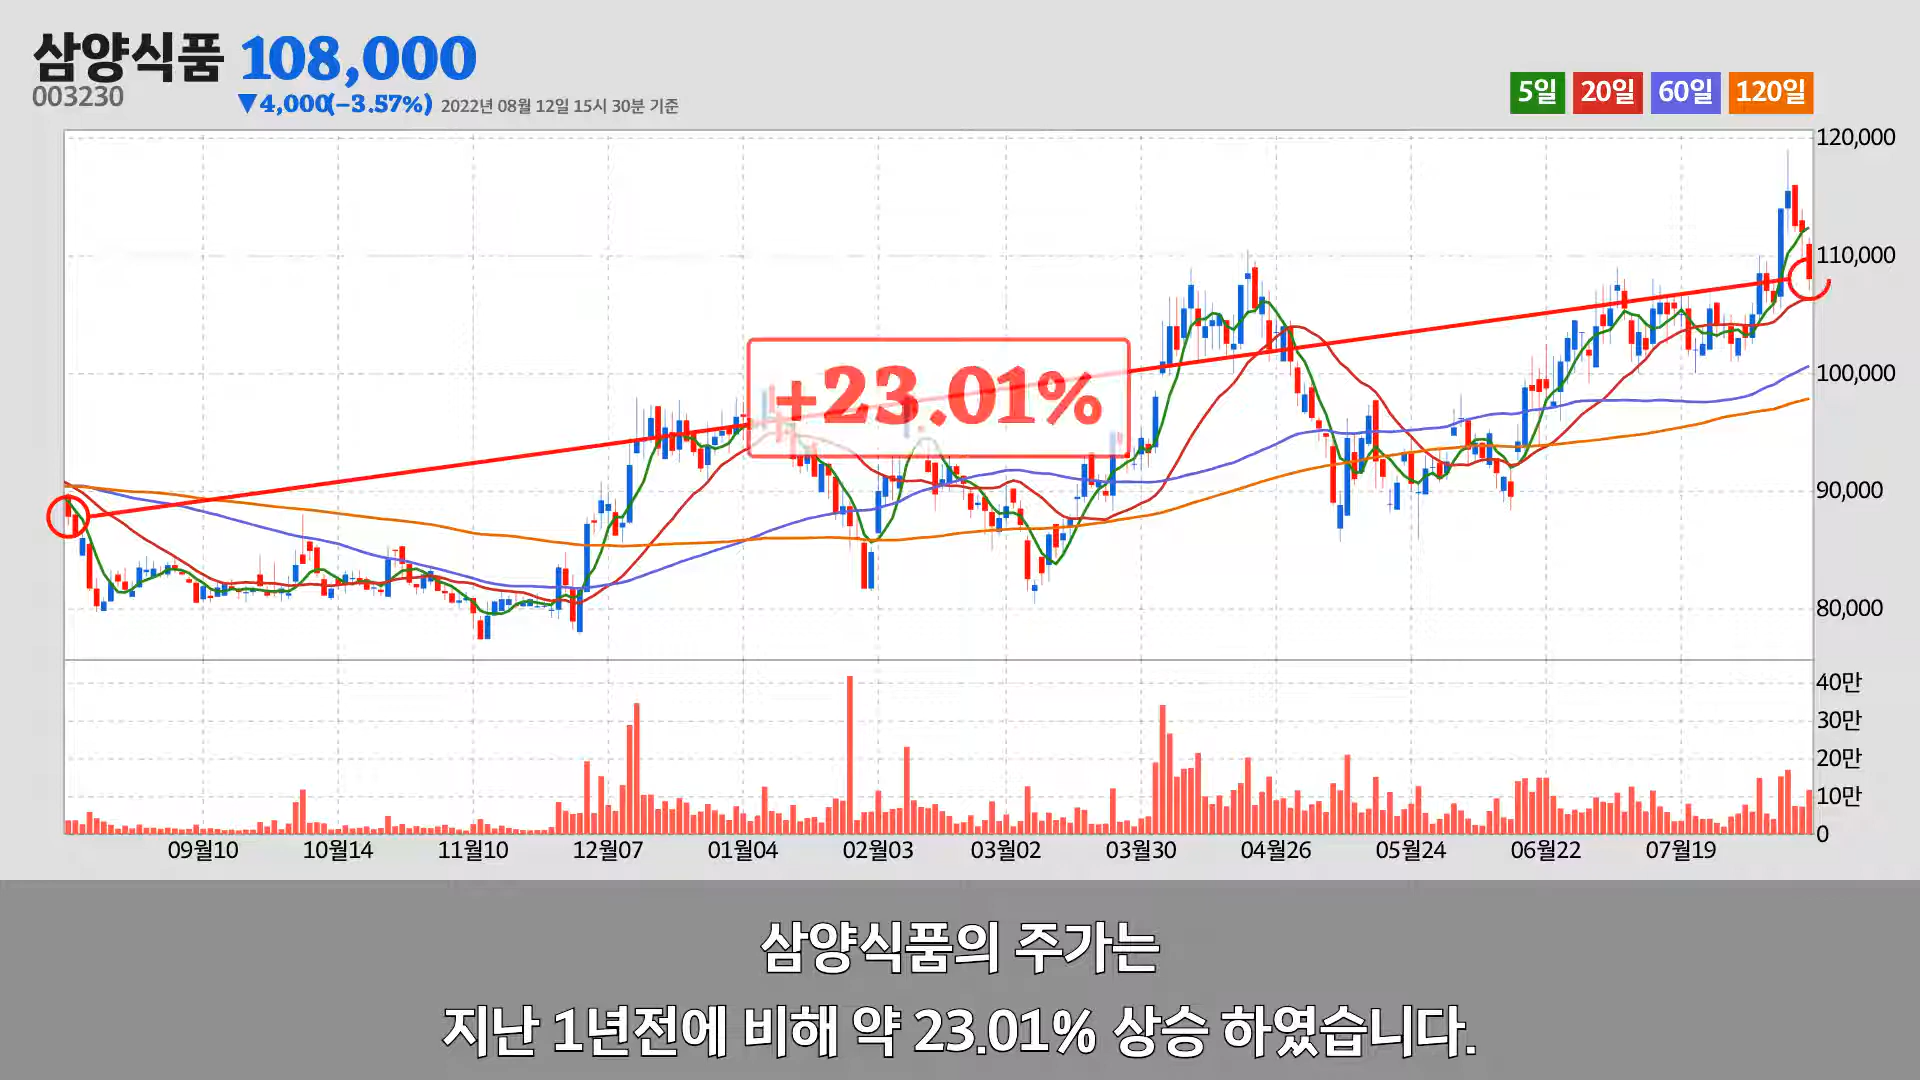 삼양식품 108,000
003230
▼4,000(-3.57%) 2022년 08월 12일 15시 30분 기준
5일 20일 60일 120일
120,000
110,000
100,000
90,000
80,000
+23.01%
40만
30만
20만
10만
0
09월10 10월14 11월10 12월07 01월04 02월03 03월02 03월30 04월26 05월24 06월22 07월19
삼양식품의 주가는
지난 1년전에 비해 약 23.01% 상승 하였습니다.